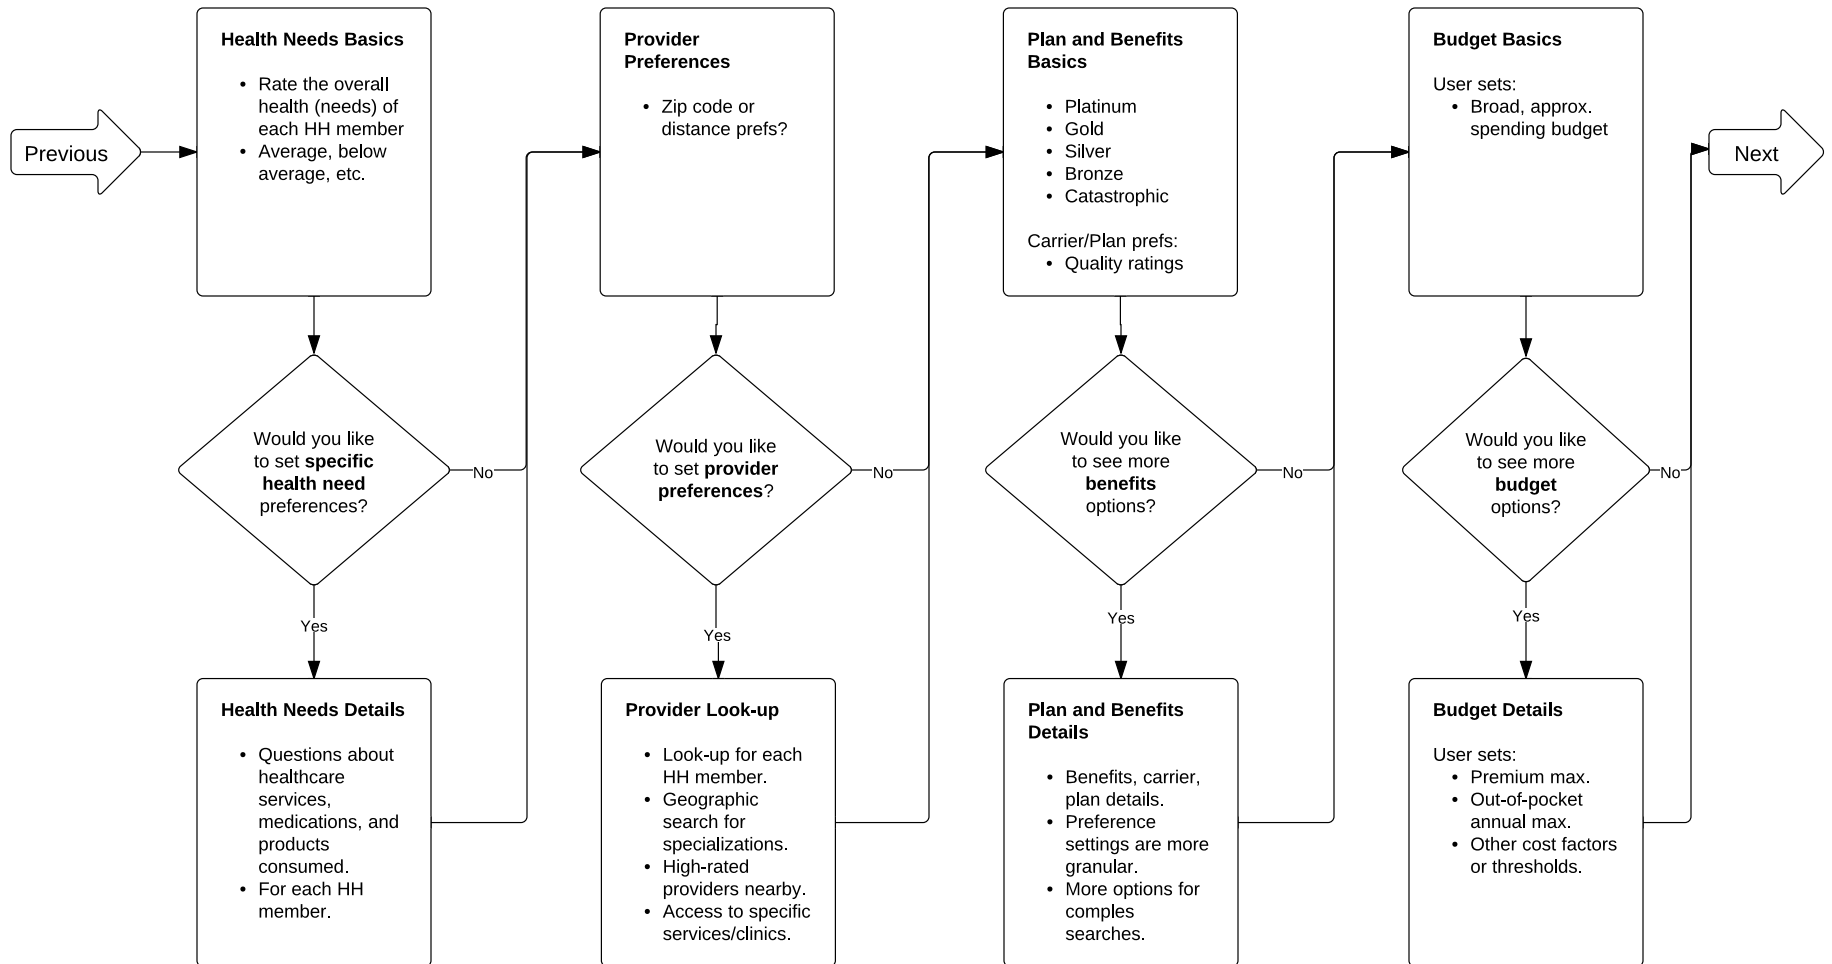 Previous
Health Needs Basics
• Rate the overall
health (needs) of
each HH member
• Average, below
average, etc.
Would you like
to set specific
health need
preferences?
No
Yes
Health Needs Details
• Questions about
healthcare
services,
medications, and
products
consumed.
• For each HH
member.
Provider
Preferences
• Zip code or
distance prefs?
Would you like
to set provider
preferences?
No
Yes
Provider Look-up
• Look-up for each
HH member.
• Geographic
search for
specializations.
• High-rated
providers nearby.
• Access to specific
services/clinics.
Plan and Benefits
Basics
• Platinum
• Gold
• Silver
• Bronze
• Catastrophic
Carrier/Plan prefs:
• Quality ratings
Would you like
to see more
benefits
options?
No
Yes
Plan and Benefits
Details
• Benefits, carrier,
plan details.
• Preference
settings are more
granular.
• More options for
comples
searches.
Budget Basics
User sets:
• Broad, approx.
spending budget
Would you like
to see more
budget
options?
No
Yes
Budget Details
User sets:
• Premium max.
• Out-of-pocket
annual max.
• Other cost factors
or thresholds.
Next